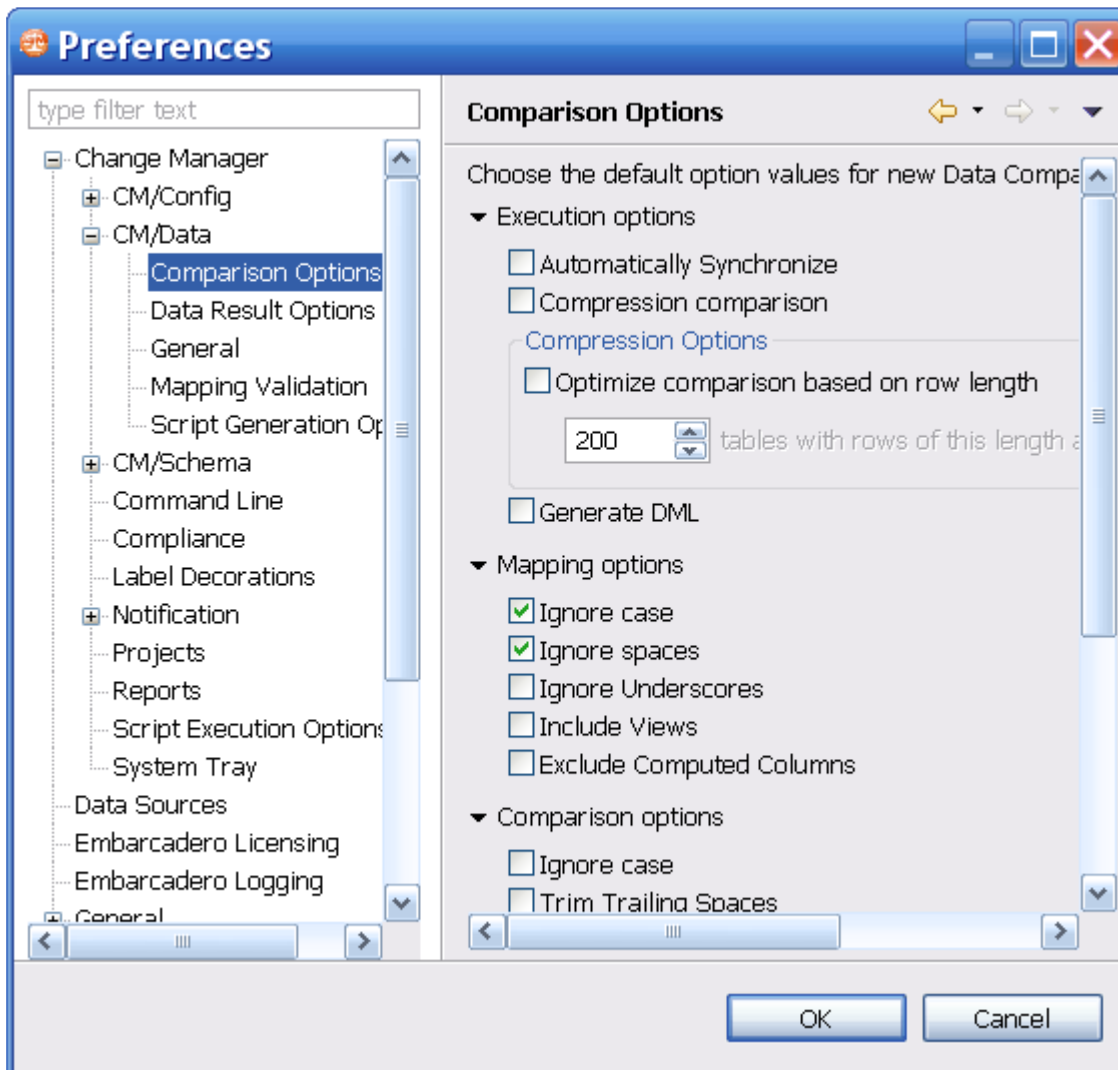 Preferences
type filter text
Change Manager
CM/Config
CM/Data
Comparison Options
Data Result Options
General
Mapping Validation
Script Generation Op
CM/Schema
Command Line
Compliance
Label Decorations
Notification
Projects
Reports
Script Execution Options
System Tray
Data Sources
Embarcadero Licensing
Embarcadero Logging
General
Comparison Options
Choose the default option values for new Data Compa
Execution options
Automatically Synchronize
Compression comparison
Compression Options
Optimize comparison based on row length
200 tables with rows of this length a
Generate DML
Mapping options
Ignore case
Ignore spaces
Ignore Underscores
Include Views
Exclude Computed Columns
Comparison options
Ignore case
Trim Trailing Spaces
OK Cancel